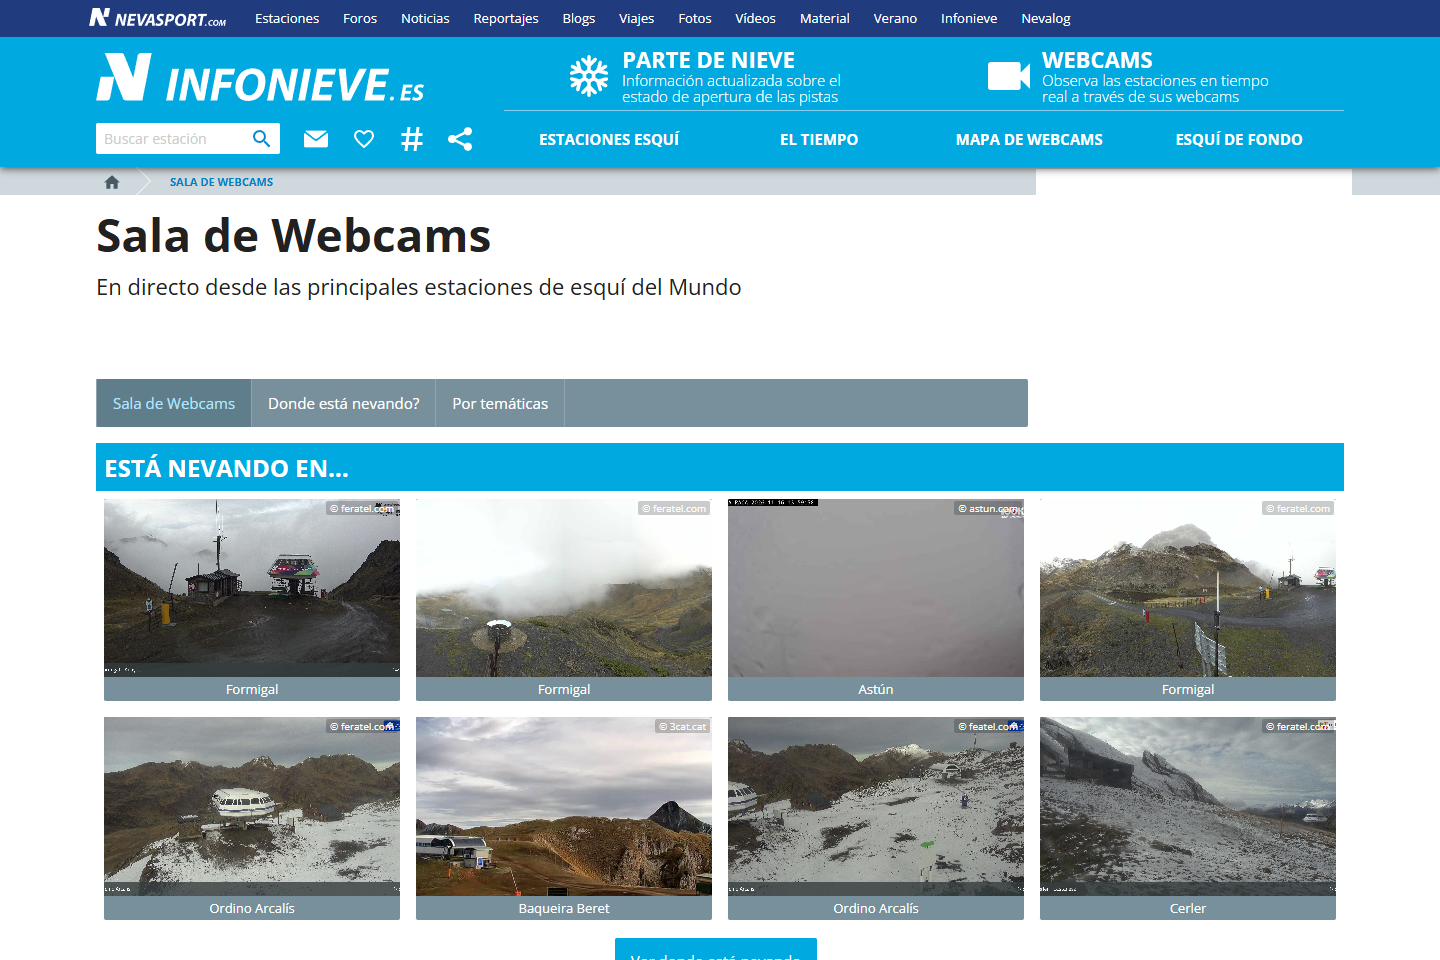 NEVASPORT.COM
Estaciones
Foros
Noticias
Reportajes
Blogs
Viajes
Fotos
Vídeos
Material
Verano
Infonieve
Nevalog
INFONIEVE.ES
PARTE DE NIEVE
Información actualizada sobre el
estado de apertura de las pistas
WEBCAMS
Observa las estaciones en tiempo
real a través de sus webcams
Buscar estación
ESTACIONES ESQUÍ
EL TIEMPO
MAPA DE WEBCAMS
ESQUÍ DE FONDO
SALA DE WEBCAMS
Sala de Webcams
En directo desde las principales estaciones de esquí del Mundo
Sala de Webcams
Donde está nevando?
Por temáticas
ESTÁ NEVANDO EN...
© feratel.com
© feratel.com
© astun.com
© feratel.com
Formigal
Formigal
Astún
Formigal
© feratel.com
© 3cat.cat
© featel.com
© feratel.com
Ordino Arcalís
Baqueira Beret
Ordino Arcalís
Cerler
Ver donde está nevando